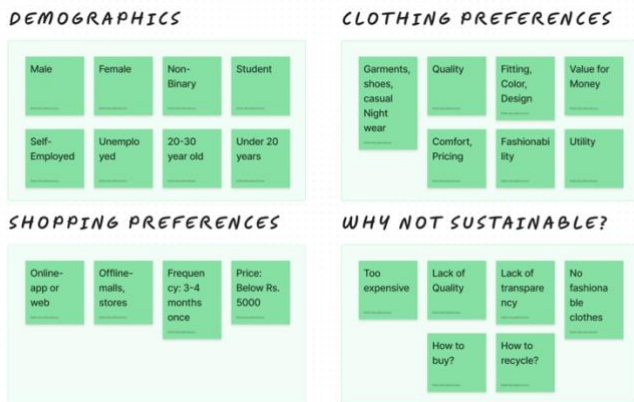 DEMOGRAPHICS
Male
Female
Non-
Binary
Student
Self-
Employed
Unemplo
yed
20-30
year old
Under 20
years
CLOTHING PREFERENCES
Garments,
shoes,
casual
Night
wear
Quality
Fitting,
Color,
Design
Value for
Money
Comfort,
Pricing
Fashionabi
lity
Utility
SHOPPING PREFERENCES
Online-
app or
web
Offline-
malls,
stores
Frequen
cy: 3-4
months
once
Price:
Below Rs.
5000
WHY NOT SUSTAINABLE?
Too
expensive
Lack of
Quality
Lack of
transpare
ncy
No
fashiona
ble
clothes
How to
buy?
How to
recycle?